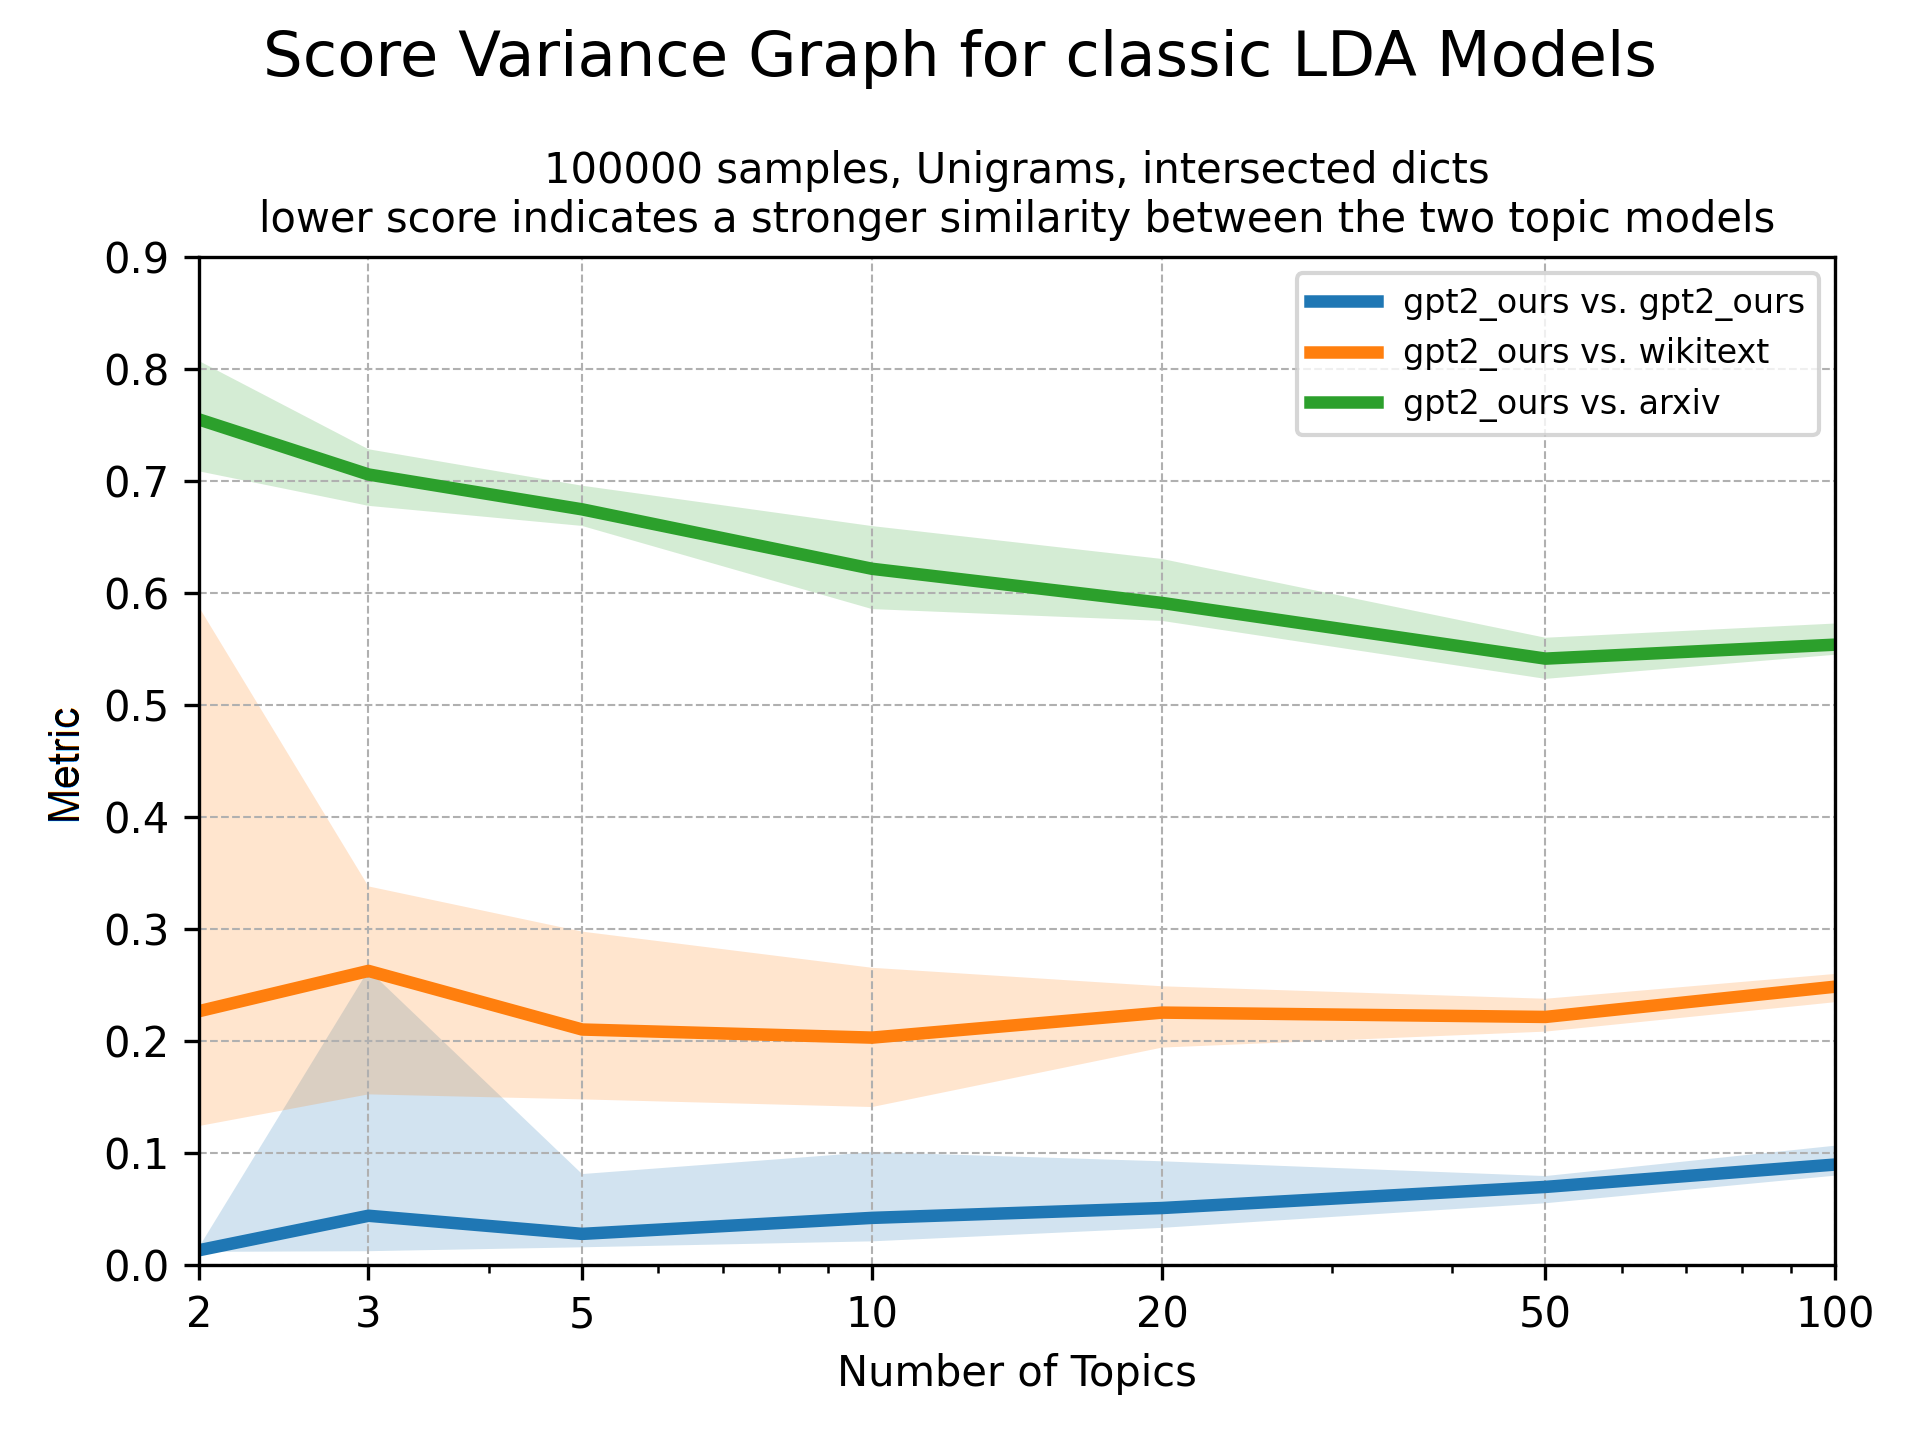 Score Variance Graph for classic LDA Models
100000 samples, Unigrams, intersected dicts
lower score indicates a stronger similarity between the two topic models
0.9
0.8
0.7
0.6
0.5
0.4
0.3
0.2
0.1
0.0
Metric
gpt2_ours vs. gpt2_ours
gpt2_ours vs. wikitext
gpt2_ours vs. arxiv
2 3 5 10 20 50 100
Number of Topics